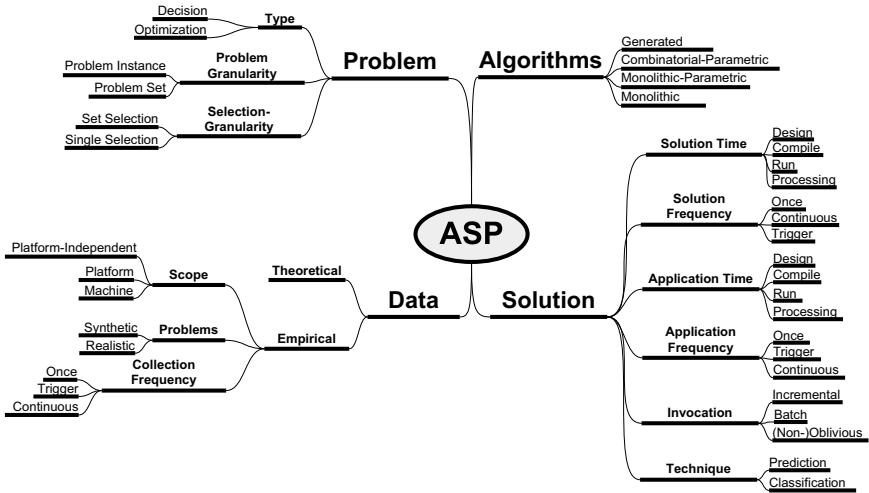 ASP
Problem
Type
Decision
Optimization
Problem
Granularity
Problem Instance
Problem Set
Selection-
Granularity
Set Selection
Single Selection
Algorithms
Generated
Combinatorial-Parametric
Monolithic-Parametric
Monolithic
Data
Theoretical
Empirical
Scope
Platform-Independent
Platform
Machine
Problems
Synthetic
Realistic
Collection
Frequency
Once
Trigger
Continuous
Solution
Solution Time
Design
Compile
Run
Processing
Solution
Frequency
Once
Continuous
Trigger
Application Time
Design
Compile
Run
Processing
Application
Frequency
Once
Trigger
Continuous
Invocation
Incremental
Batch
(Non-)Oblivious
Technique
Prediction
Classification